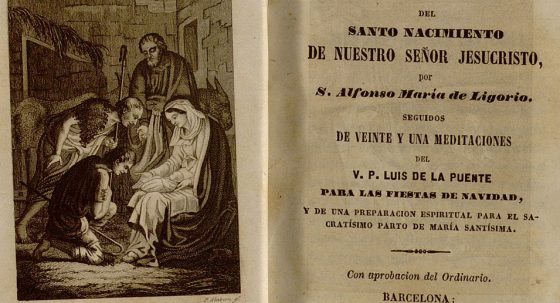 DEL
SANTO NACIMIENTO
DE NUESTRO SEÑOR JESUCRISTO,
por
S. Alfonso María de Ligorio.
SEGUIDOS
DE VEINTE Y UNA MEDITACIONES
DEL
V. P. LUIS DE LA PUENTE
PARA LAS FIESTAS DE NAVIDAD,
Y DE UNA PREPARACION ESPIRITUAL PARA EL SA-
CRATÍSIMO PARTO DE MARÍA SANTÍSIMA.
Con aprobacion del Ordinario.
BARCELONA: